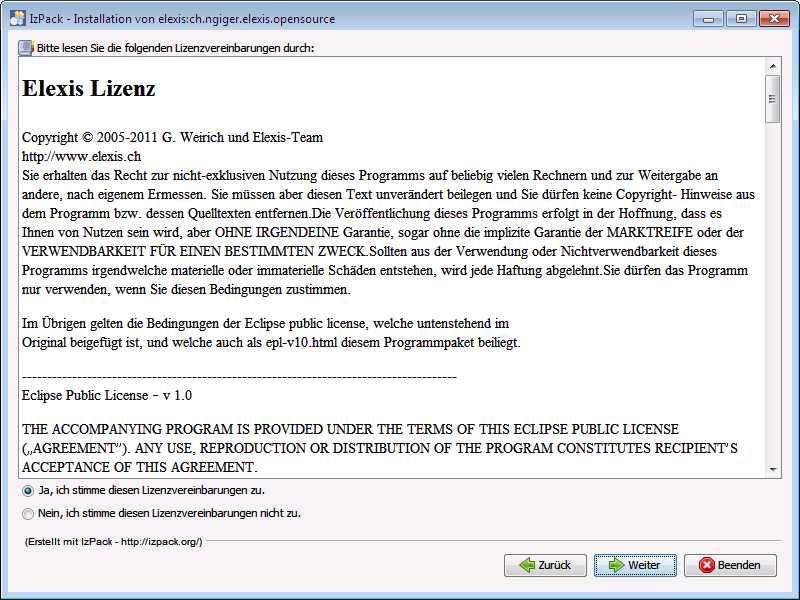 IzPack - Installation von elexis:ch.ngiger.elexis.opensource
Bitte lesen Sie die folgenden Lizenzvereinbarungen durch:
Elexis Lizenz
Copyright © 2005-2011 G. Weirich und Elexis-Team
http://www.elexis.ch
Sie erhalten das Recht zur nicht-exklusiven Nutzung dieses Programms auf beliebig vielen Rechnern und zur Weitergabe an
andere, nach eigenem Ermessen. Sie müssen aber diesen Text unverändert beilegen und Sie dürfen keine Copyright- Hinweise aus
dem Programm bzw. dessen Quelltexten entfernen.Die Veröffentlichung dieses Programms erfolgt in der Hoffnung, dass es
Ihnen von Nutzen sein wird, aber OHNE IRGENDEINE Garantie, sogar ohne die implizite Garantie der MARKTREIFE oder der
VERWENDBARKEIT FÜR EINEN BESTIMMTEN ZWECK.Sollten aus der Verwendung oder Nichtverwendbarkeit dieses
Programms irgendwelche materielle oder immaterielle Schäden entstehen, wird jede Haftung abgelehnt.Sie dürfen das Programm
nur verwenden, wenn Sie diesen Bedingungen zustimmen.
Im Übrigen gelten die Bedingungen der Eclipse public license, welche untenstehend im
Original beigefügt ist, und welche auch als epl-v10.html diesem Programmpaket beiliegt.
---------------------------------------------------------------------------------------
Eclipse Public License - v 1.0
THE ACCOMPANYING PROGRAM IS PROVIDED UNDER THE TERMS OF THIS ECLIPSE PUBLIC LICENSE
(„AGREEMENT”). ANY USE, REPRODUCTION OR DISTRIBUTION OF THE PROGRAM CONSTITUTES RECIPIENT'S
ACCEPTANCE OF THIS AGREEMENT.
Ja, ich stimme diesen Lizenzvereinbarungen zu.
Nein, ich stimme diesen Lizenzvereinbarungen nicht zu.
(Erstellt mit IzPack - http://izpack.org/)
Zurück Weiter Beenden